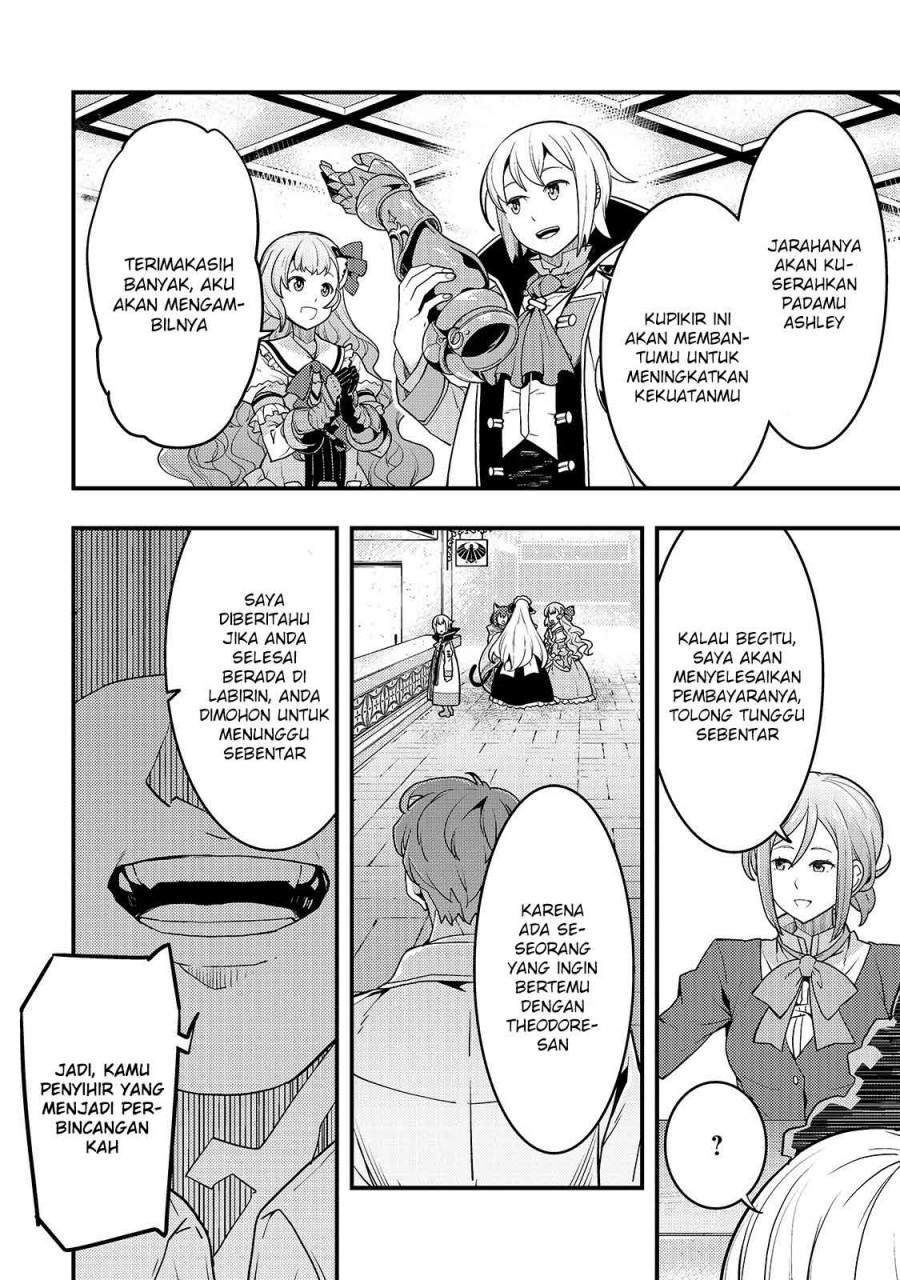 JARAHANYA
AKAN KU-
SERAHKAN
PADAMU
ASHLEY
KUPIKIR INI
AKAN MEMBAN-
TUMU UNTUK
MENINGKATKAN
KEKUATANMU
TERIMAKASIH
BANYAK, AKU
AKAN MENGAM-
BILNYA
KALAU BEGITU,
SAYA AKAN
MENYELESAIKAN
PEMBAYARANYA,
TOLONG TUNGGU
SEBENTAR
?
KARENA
ADA SE-
SEORANG
YANG INGIN
BERTEMU
DENGAN
THEODORE-
SAN
SAYA
DIBERITAHU
JIKA ANDA
SELESAI
BERADA DI
LABIRIN, ANDA
DIMOHON UNTUK
MENUNGGU
SEBENTAR
JADI, KAMU
PENYIHIR YANG
MENJADI PER-
BINCANGAN
KAH